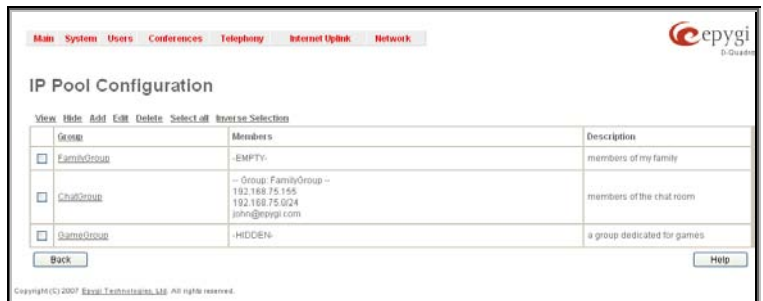 Main System Users Conferences Telephony Internet Uplink Network
epygi
D-Quadro
IP Pool Configuration
View Hide Add Edit Delete Select all Inverse Selection
Group Members Description
FamilyGroup -EMPTY- members of my family
ChatGroup
-- Group: FamilyGroup --
192.168.75.155
192.168.75.0/24
john@epygi.com
members of the chat room
GameGroup -HIDDEN- a group dedicated for games
Back Help
Copyright (C) 2007 Epygi Technologies, Ltd. All rights reserved.